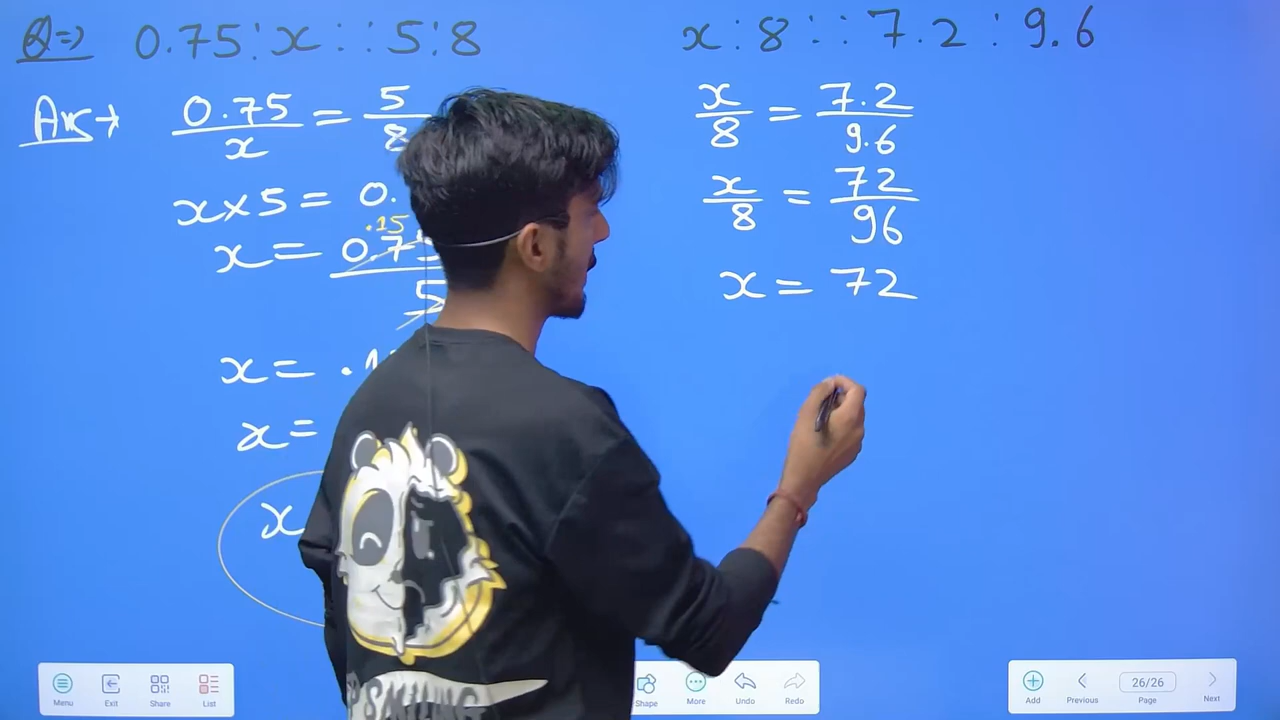 Q⇒ 0.75:x::5:8
Ans→ 0.75/x = 5/8
x×5 = 0.
.15
x = 0.75/5
x =
x =
x
x:8::7.2:9.6
x/8 = 7.2/9.6
x/8 = 72/96
x = 72
Menu Exit Share List
Shape More Undo Redo
Add Previous 26/26 Page Next